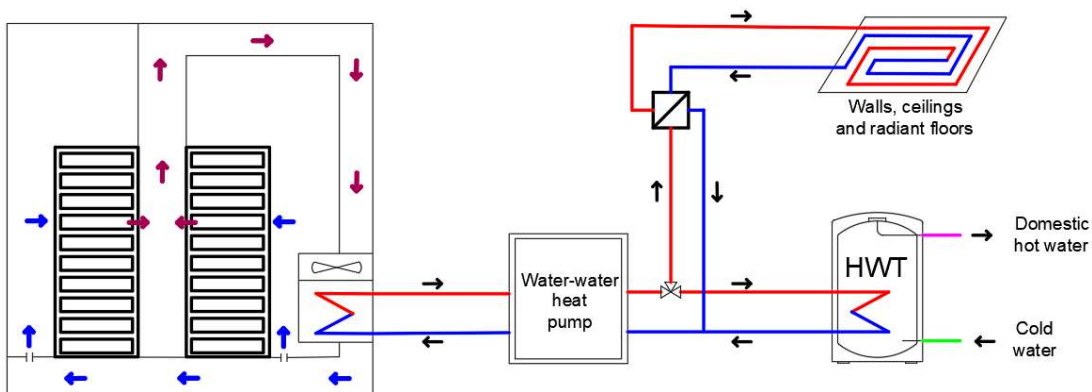 Walls, ceilings
and radiant floors
Water-water
heat
pump
HWT
Domestic
hot water
Cold
water